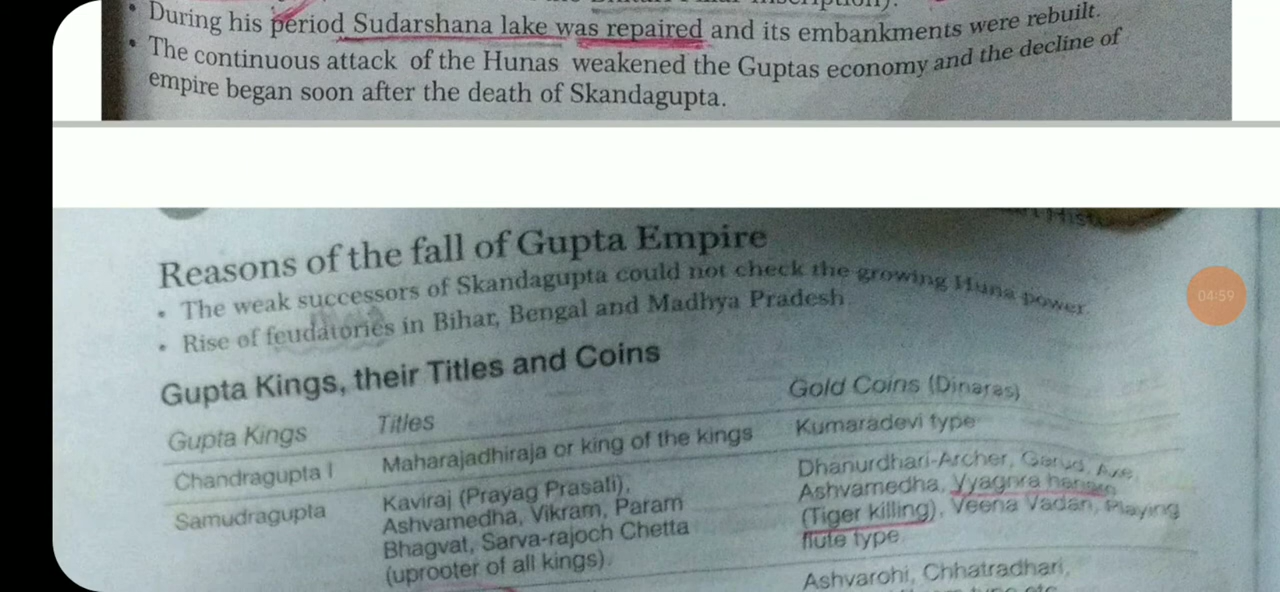 • During his period Sudarshana lake was repaired and its embankments were rebuilt.
• The continuous attack of the Hunas weakened the Guptas economy and the decline of
empire began soon after the death of Skandagupta.
Reasons of the fall of Gupta Empire
• The weak successors of Skandagupta could not check the growing Huna power.
• Rise of feudatories in Bihar, Bengal and Madhya Pradesh
04:59
Gupta Kings, their Titles and Coins
Gupta Kings Titles Gold Coins (Dinaras)
Chandragupta I Maharajadhiraja or king of the kings Kumaradevi type
Samudragupta Kaviraj (Prayag Prasati), Dhanurdhari-Archer, Garud, Axe,
Ashvamedha, Vikram, Param Ashvamedha, Vyaghra hanan
Bhagvat, Sarva-rajoch Chetta (Tiger killing), Veena Vadan, Playing
(uprooter of all kings). flute type
Ashvarohi, Chhatradhari,